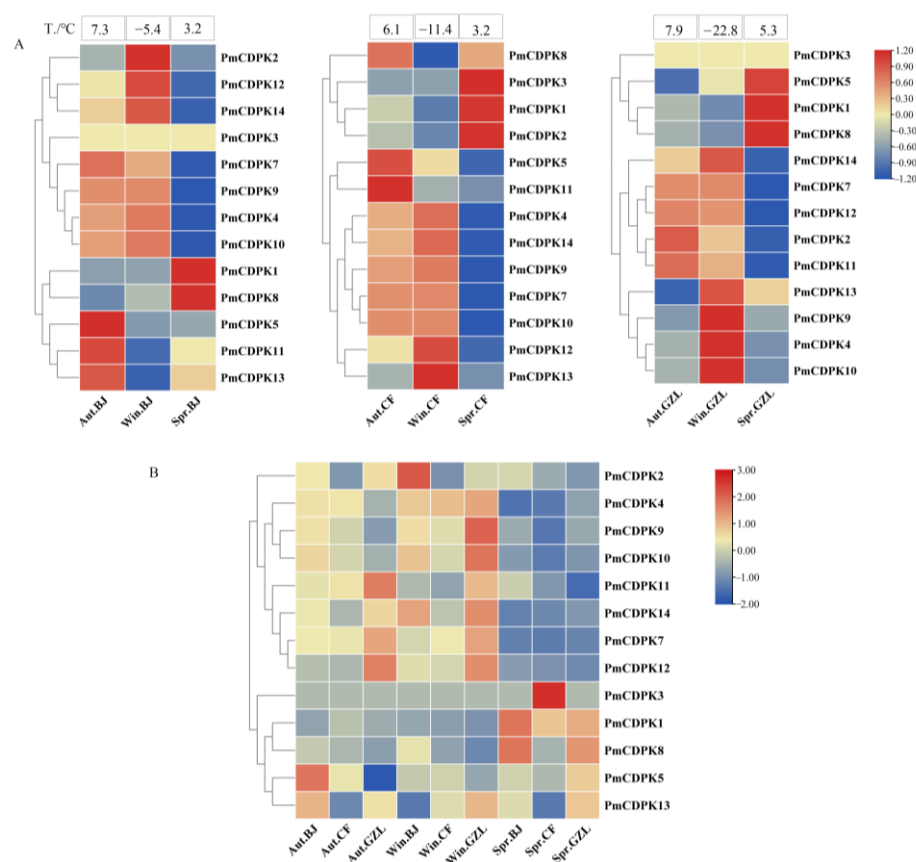 T./°C 7.3 −5.4 3.2
6.1 −11.4 3.2
7.9 −22.8 5.3
A
PmCDPK2
PmCDPK12
PmCDPK14
PmCDPK3
PmCDPK7
PmCDPK9
PmCDPK4
PmCDPK10
PmCDPK1
PmCDPK8
PmCDPK5
PmCDPK11
PmCDPK13
Aut.BJ Win.BJ Spr.BJ
PmCDPK8
PmCDPK3
PmCDPK1
PmCDPK2
PmCDPK5
PmCDPK11
PmCDPK4
PmCDPK14
PmCDPK9
PmCDPK7
PmCDPK10
PmCDPK12
PmCDPK13
Aut.CF Win.CF Spr.CF
PmCDPK3
PmCDPK5
PmCDPK1
PmCDPK8
PmCDPK14
PmCDPK7
PmCDPK12
PmCDPK2
PmCDPK11
PmCDPK13
PmCDPK9
PmCDPK4
PmCDPK10
Aut.GZL Win.GZL Spr.GZL
1.20
0.90
0.60
0.30
0.00
−0.30
−0.60
−0.90
−1.20
B
PmCDPK2
PmCDPK4
PmCDPK9
PmCDPK10
PmCDPK11
PmCDPK14
PmCDPK7
PmCDPK12
PmCDPK3
PmCDPK1
PmCDPK8
PmCDPK5
PmCDPK13
Aut.BJ Aut.CF Aut.GZL Win.BJ Win.CF Win.GZL Spr.BJ Spr.CF Spr.GZL
3.00
2.00
1.00
0.00
−1.00
−2.00